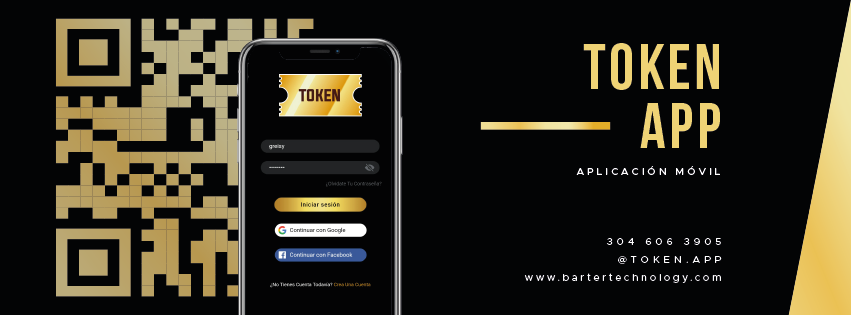 TOKEN
greisy
¿Olvidaste Tu Contraseña?
Iniciar sesión
Continuar con Google
Continuar con Facebook
¿No Tienes Cuenta Todavía? Crea Una Cuenta
TOKEN
APP
APLICACIÓN MÓVIL
304 606 3905
@TOKEN.APP
www.bartertechnology.com